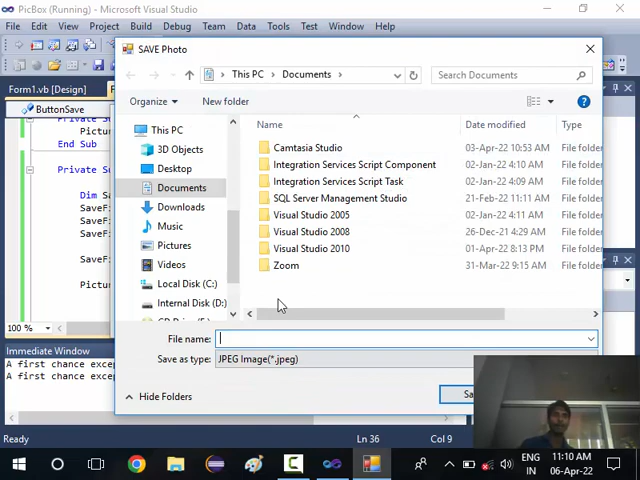 PicBox (Running) - Microsoft Visual Studio
File Edit View Project Build Debug Team Data Tools Test Window Help
Form1.vb [Design]
ButtonSave
Private S
Pictur
End Sub
Private S
Dim Sa
SaveFi
SaveFi
SaveFi
Pictur
100 %
Immediate Window
A first chance excep
A first chance excep
Ready
Ln 36
Col 9
SAVE Photo
This PC > Documents >
Search Documents
Organize
New folder
This PC
3D Objects
Desktop
Documents
Downloads
Music
Pictures
Videos
Local Disk (C:)
Internal Disk (D:)
Name Date modified Type
Camtasia Studio 03-Apr-22 10:53 AM File folder
Integration Services Script Component 02-Jan-22 4:10 AM File folder
Integration Services Script Task 02-Jan-22 4:09 AM File folder
SQL Server Management Studio 21-Feb-22 11:11 AM File folder
Visual Studio 2005 02-Jan-22 4:11 AM File folder
Visual Studio 2008 26-Dec-21 4:29 AM File folder
Visual Studio 2010 01-Apr-22 8:13 PM File folder
Zoom 31-Mar-22 9:15 AM File folder
File name:
Save as type: JPEG Image(*.jpeg)
Hide Folders
Sa
ENG
IN
11:10 AM
06-Apr-22